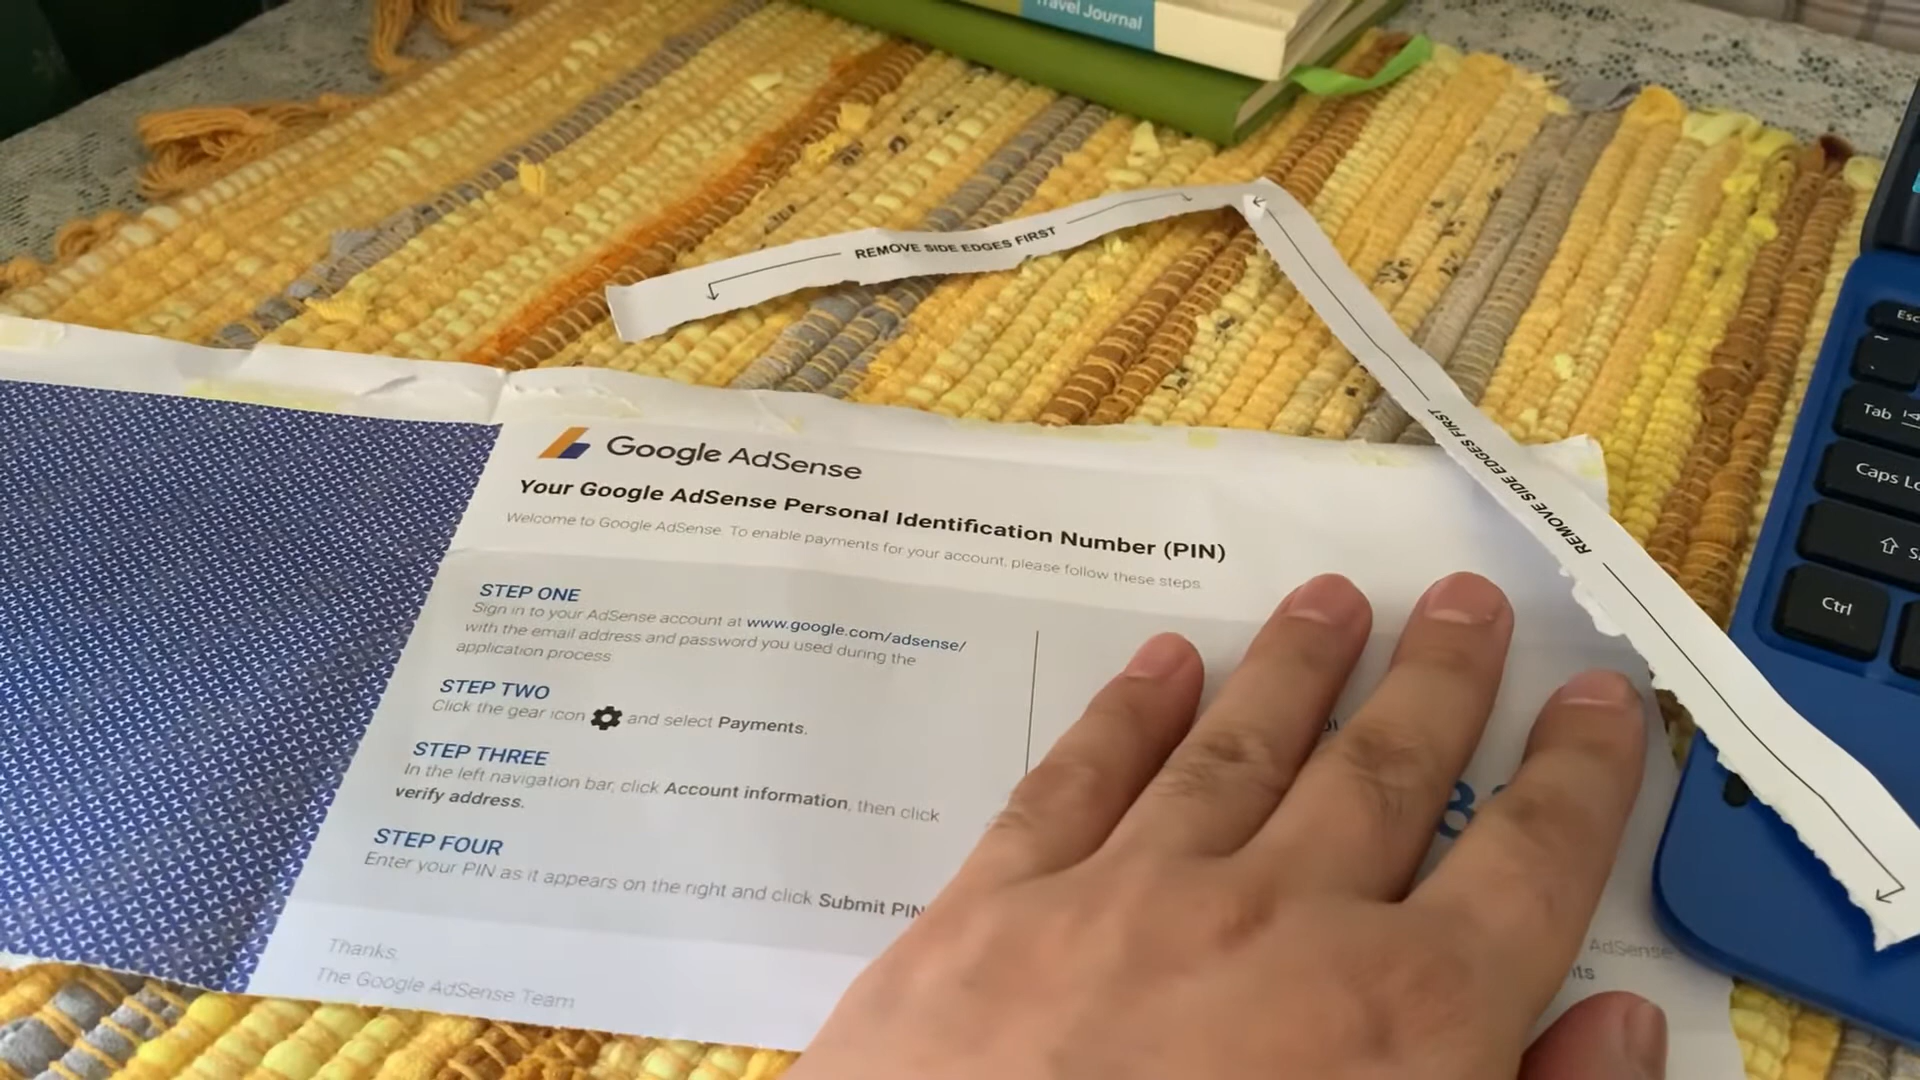 Travel Journal
REMOVE SIDE EDGES FIRST
REMOVE SIDE EDGES FIRST
Google AdSense
Your Google AdSense Personal Identification Number (PIN)
Welcome to Google AdSense. To enable payments for your account, please follow these steps.
STEP ONE
Sign in to your AdSense account at www.google.com/adsense/
with the email address and password you used during the
application process
STEP TWO
Click the gear icon and select Payments.
STEP THREE
In the left navigation bar, click Account information, then click
verify address.
STEP FOUR
Enter your PIN as it appears on the right and click Submit PIN
Thanks,
The Google AdSense Team
AdSense
Esc
~
Tab
Caps Lo
Ctrl